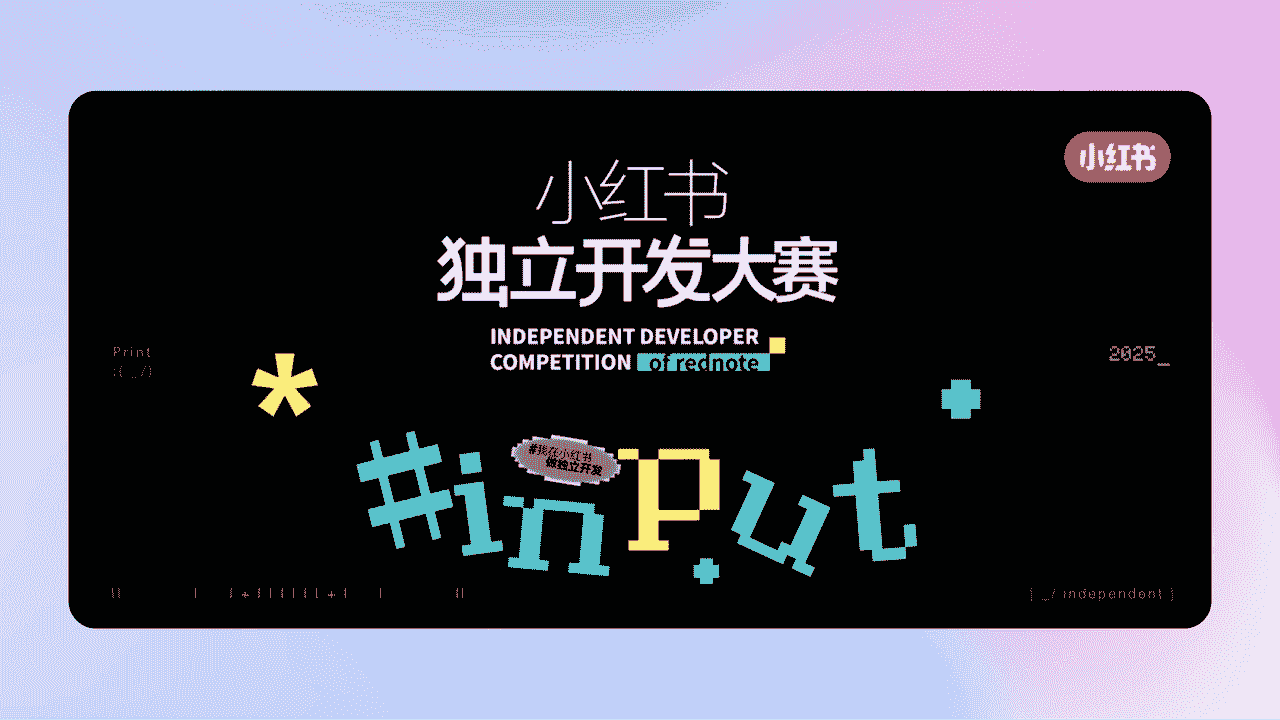 小红书
小红书
独立开发大赛
INDEPENDENT DEVELOPER
COMPETITION of rednote
Print
:( _/)
2025_
#我在小红书
做独立开发
#inPut
( _/ independent )